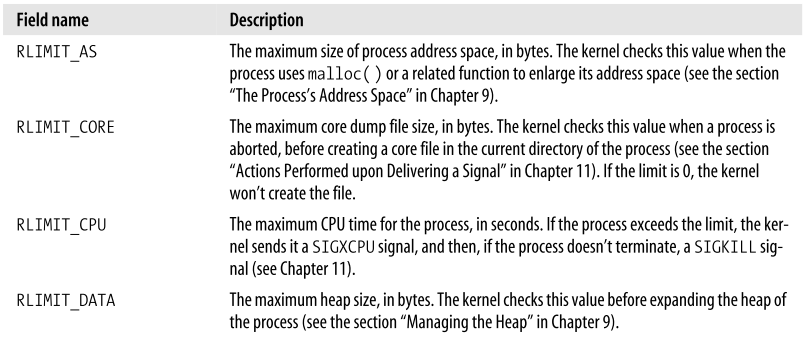 Field name Description
RLIMIT_AS The maximum size of process address space, in bytes. The kernel checks this value when the
process uses malloc( ) or a related function to enlarge its address space (see the section
“The Process’s Address Space” in Chapter 9).
RLIMIT_CORE The maximum core dump file size, in bytes. The kernel checks this value when a process is
aborted, before creating a core file in the current directory of the process (see the section
“Actions Performed upon Delivering a Signal” in Chapter 11). If the limit is 0, the kernel
won’t create the file.
RLIMIT_CPU The maximum CPU time for the process, in seconds. If the process exceeds the limit, the ker-
nel sends it a SIGXCPU signal, and then, if the process doesn’t terminate, a SIGKILL sig-
nal (see Chapter 11).
RLIMIT_DATA The maximum heap size, in bytes. The kernel checks this value before expanding the heap of
the process (see the section “Managing the Heap” in Chapter 9).